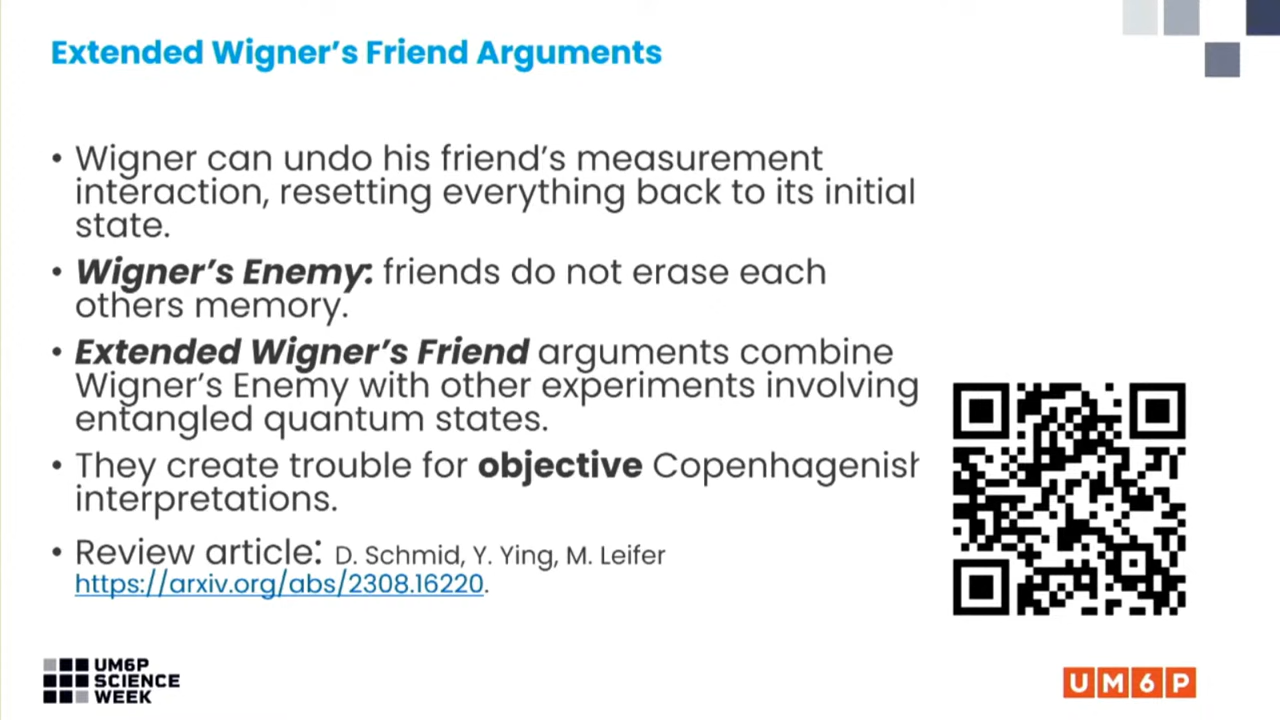 Extended Wigner's Friend Arguments
• Wigner can undo his friend's measurement
interaction, resetting everything back to its initial
state.
• Wigner's Enemy: friends do not erase each
others memory.
• Extended Wigner's Friend arguments combine
Wigner's Enemy with other experiments involving
entangled quantum states.
• They create trouble for objective Copenhagenish
interpretations.
• Review article: D. Schmid, Y. Ying, M. Leifer
https://arxiv.org/abs/2308.16220.
UM6P
SCIENCE
WEEK
UM6P